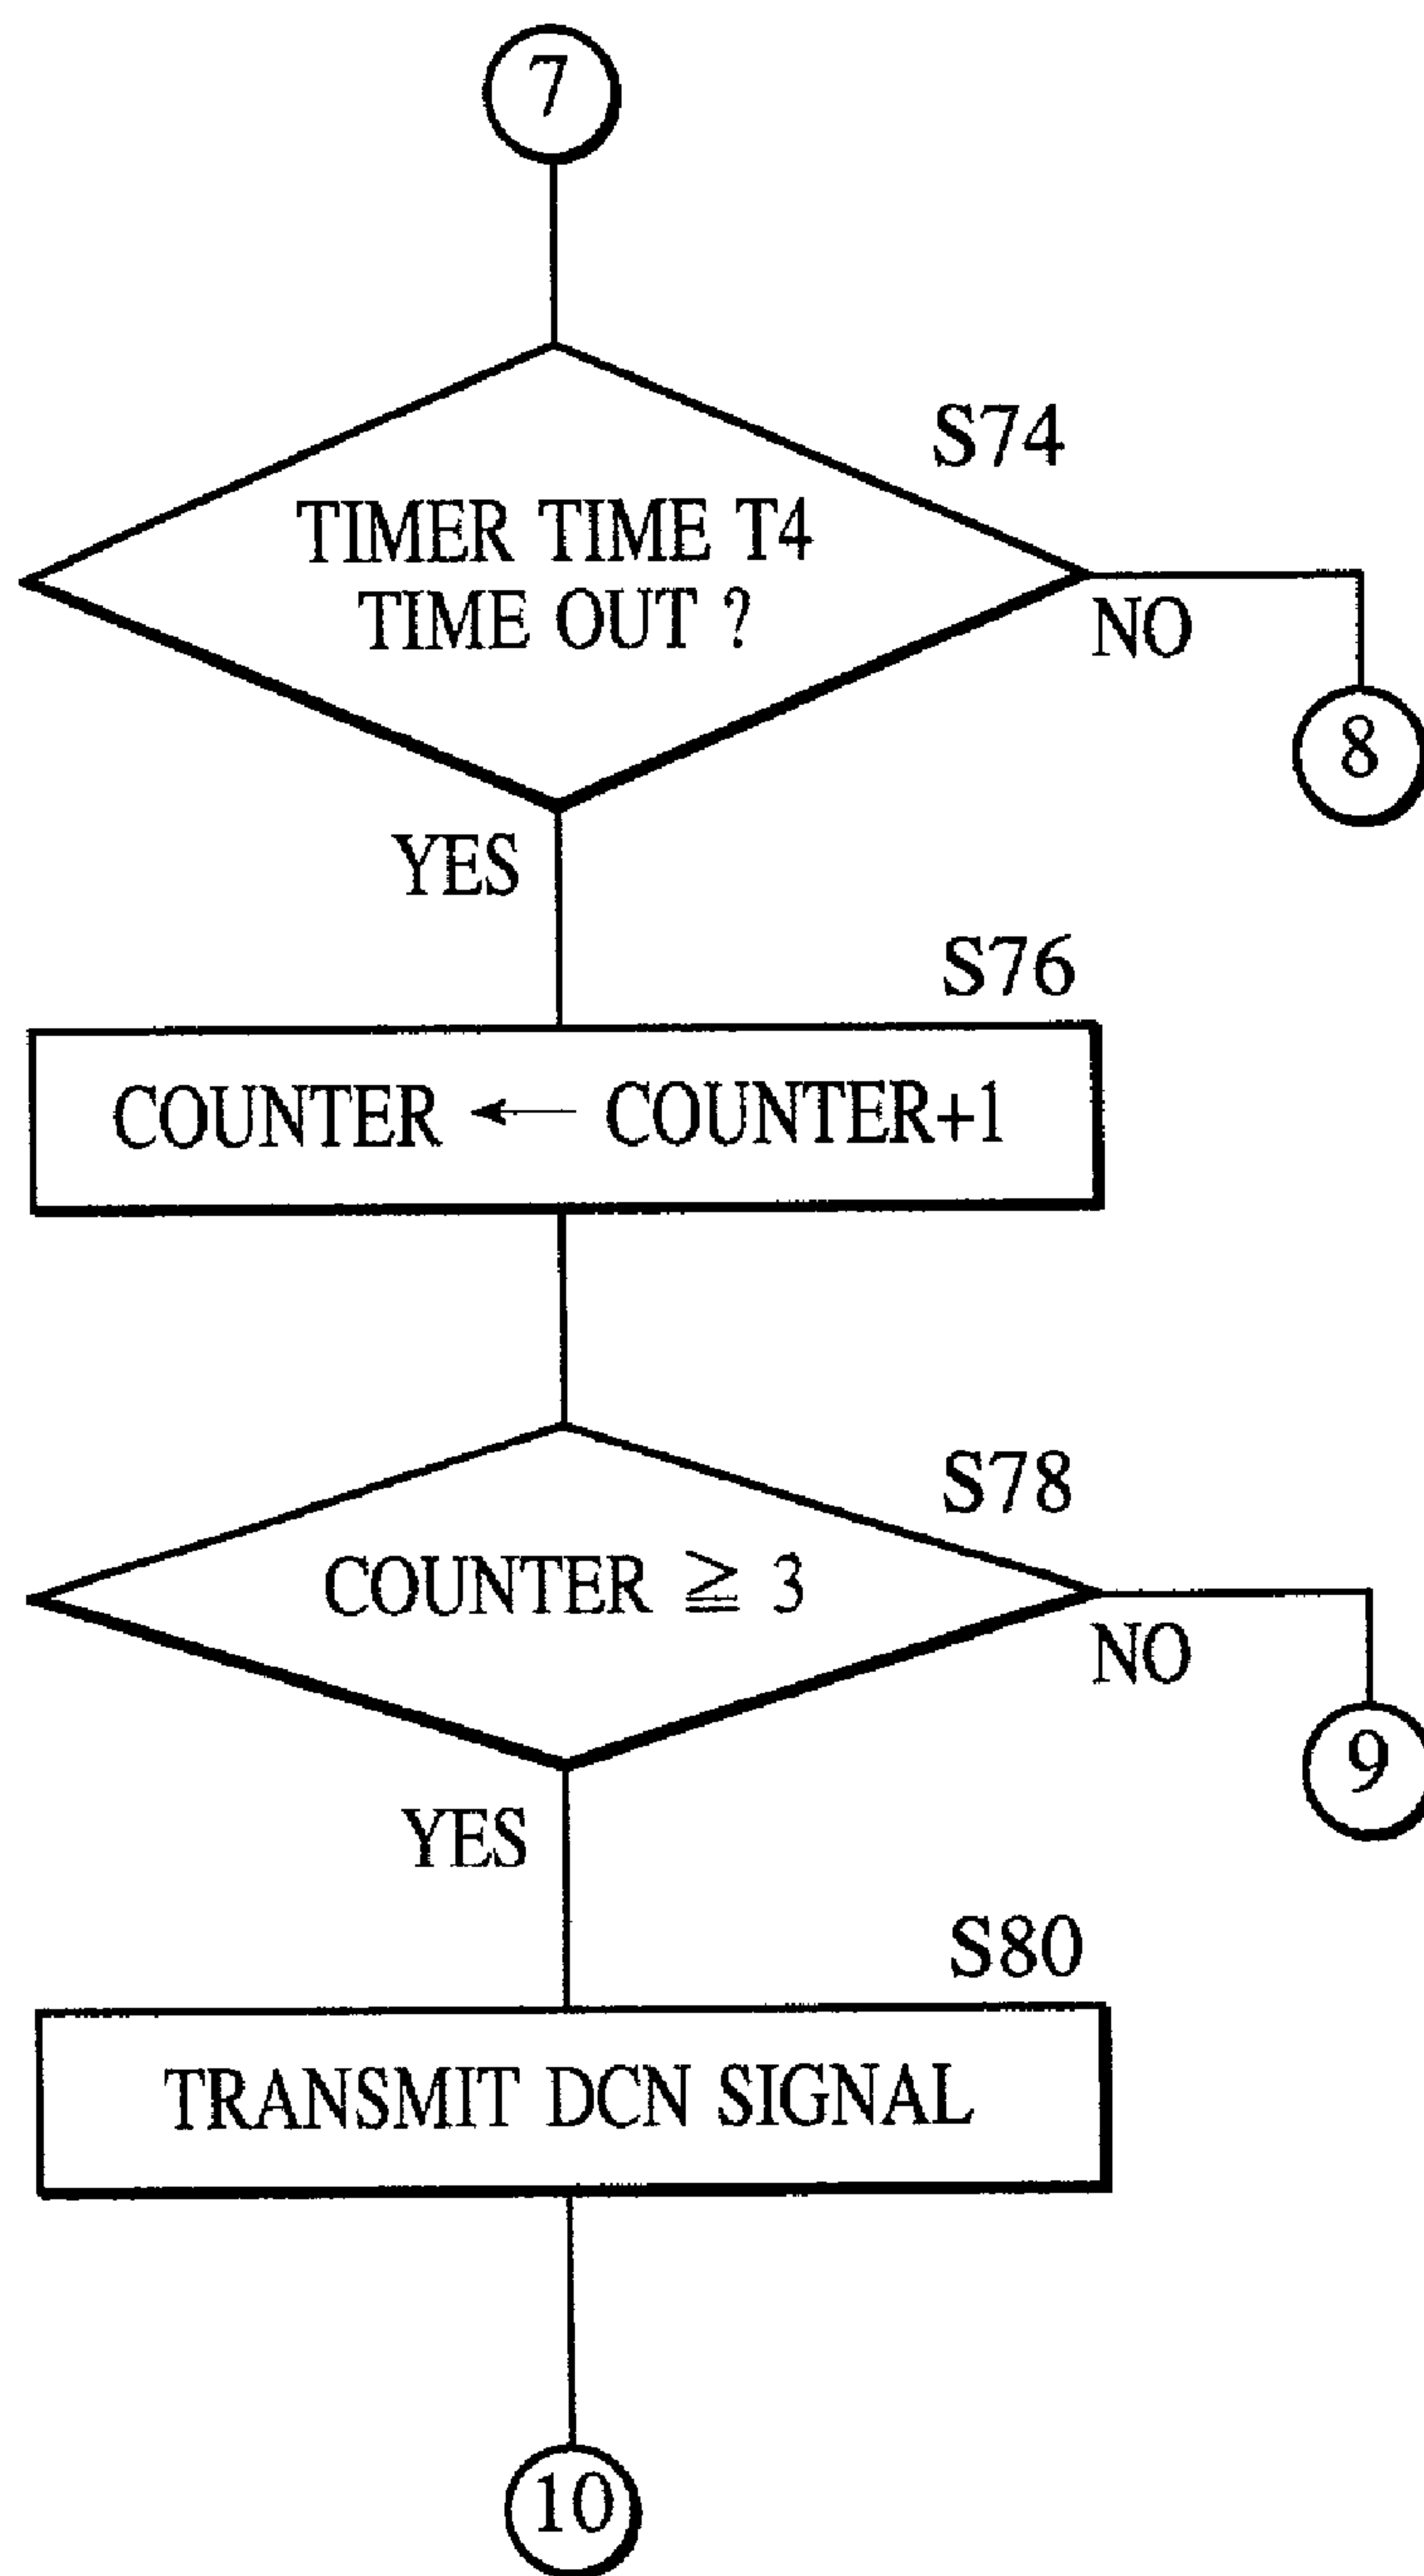 7
S74
TIMER TIME T4
TIME OUT ?
NO
8
YES
S76
COUNTER ← COUNTER+1
S78
COUNTER ≧ 3
NO
9
YES
S80
TRANSMIT DCN SIGNAL
10